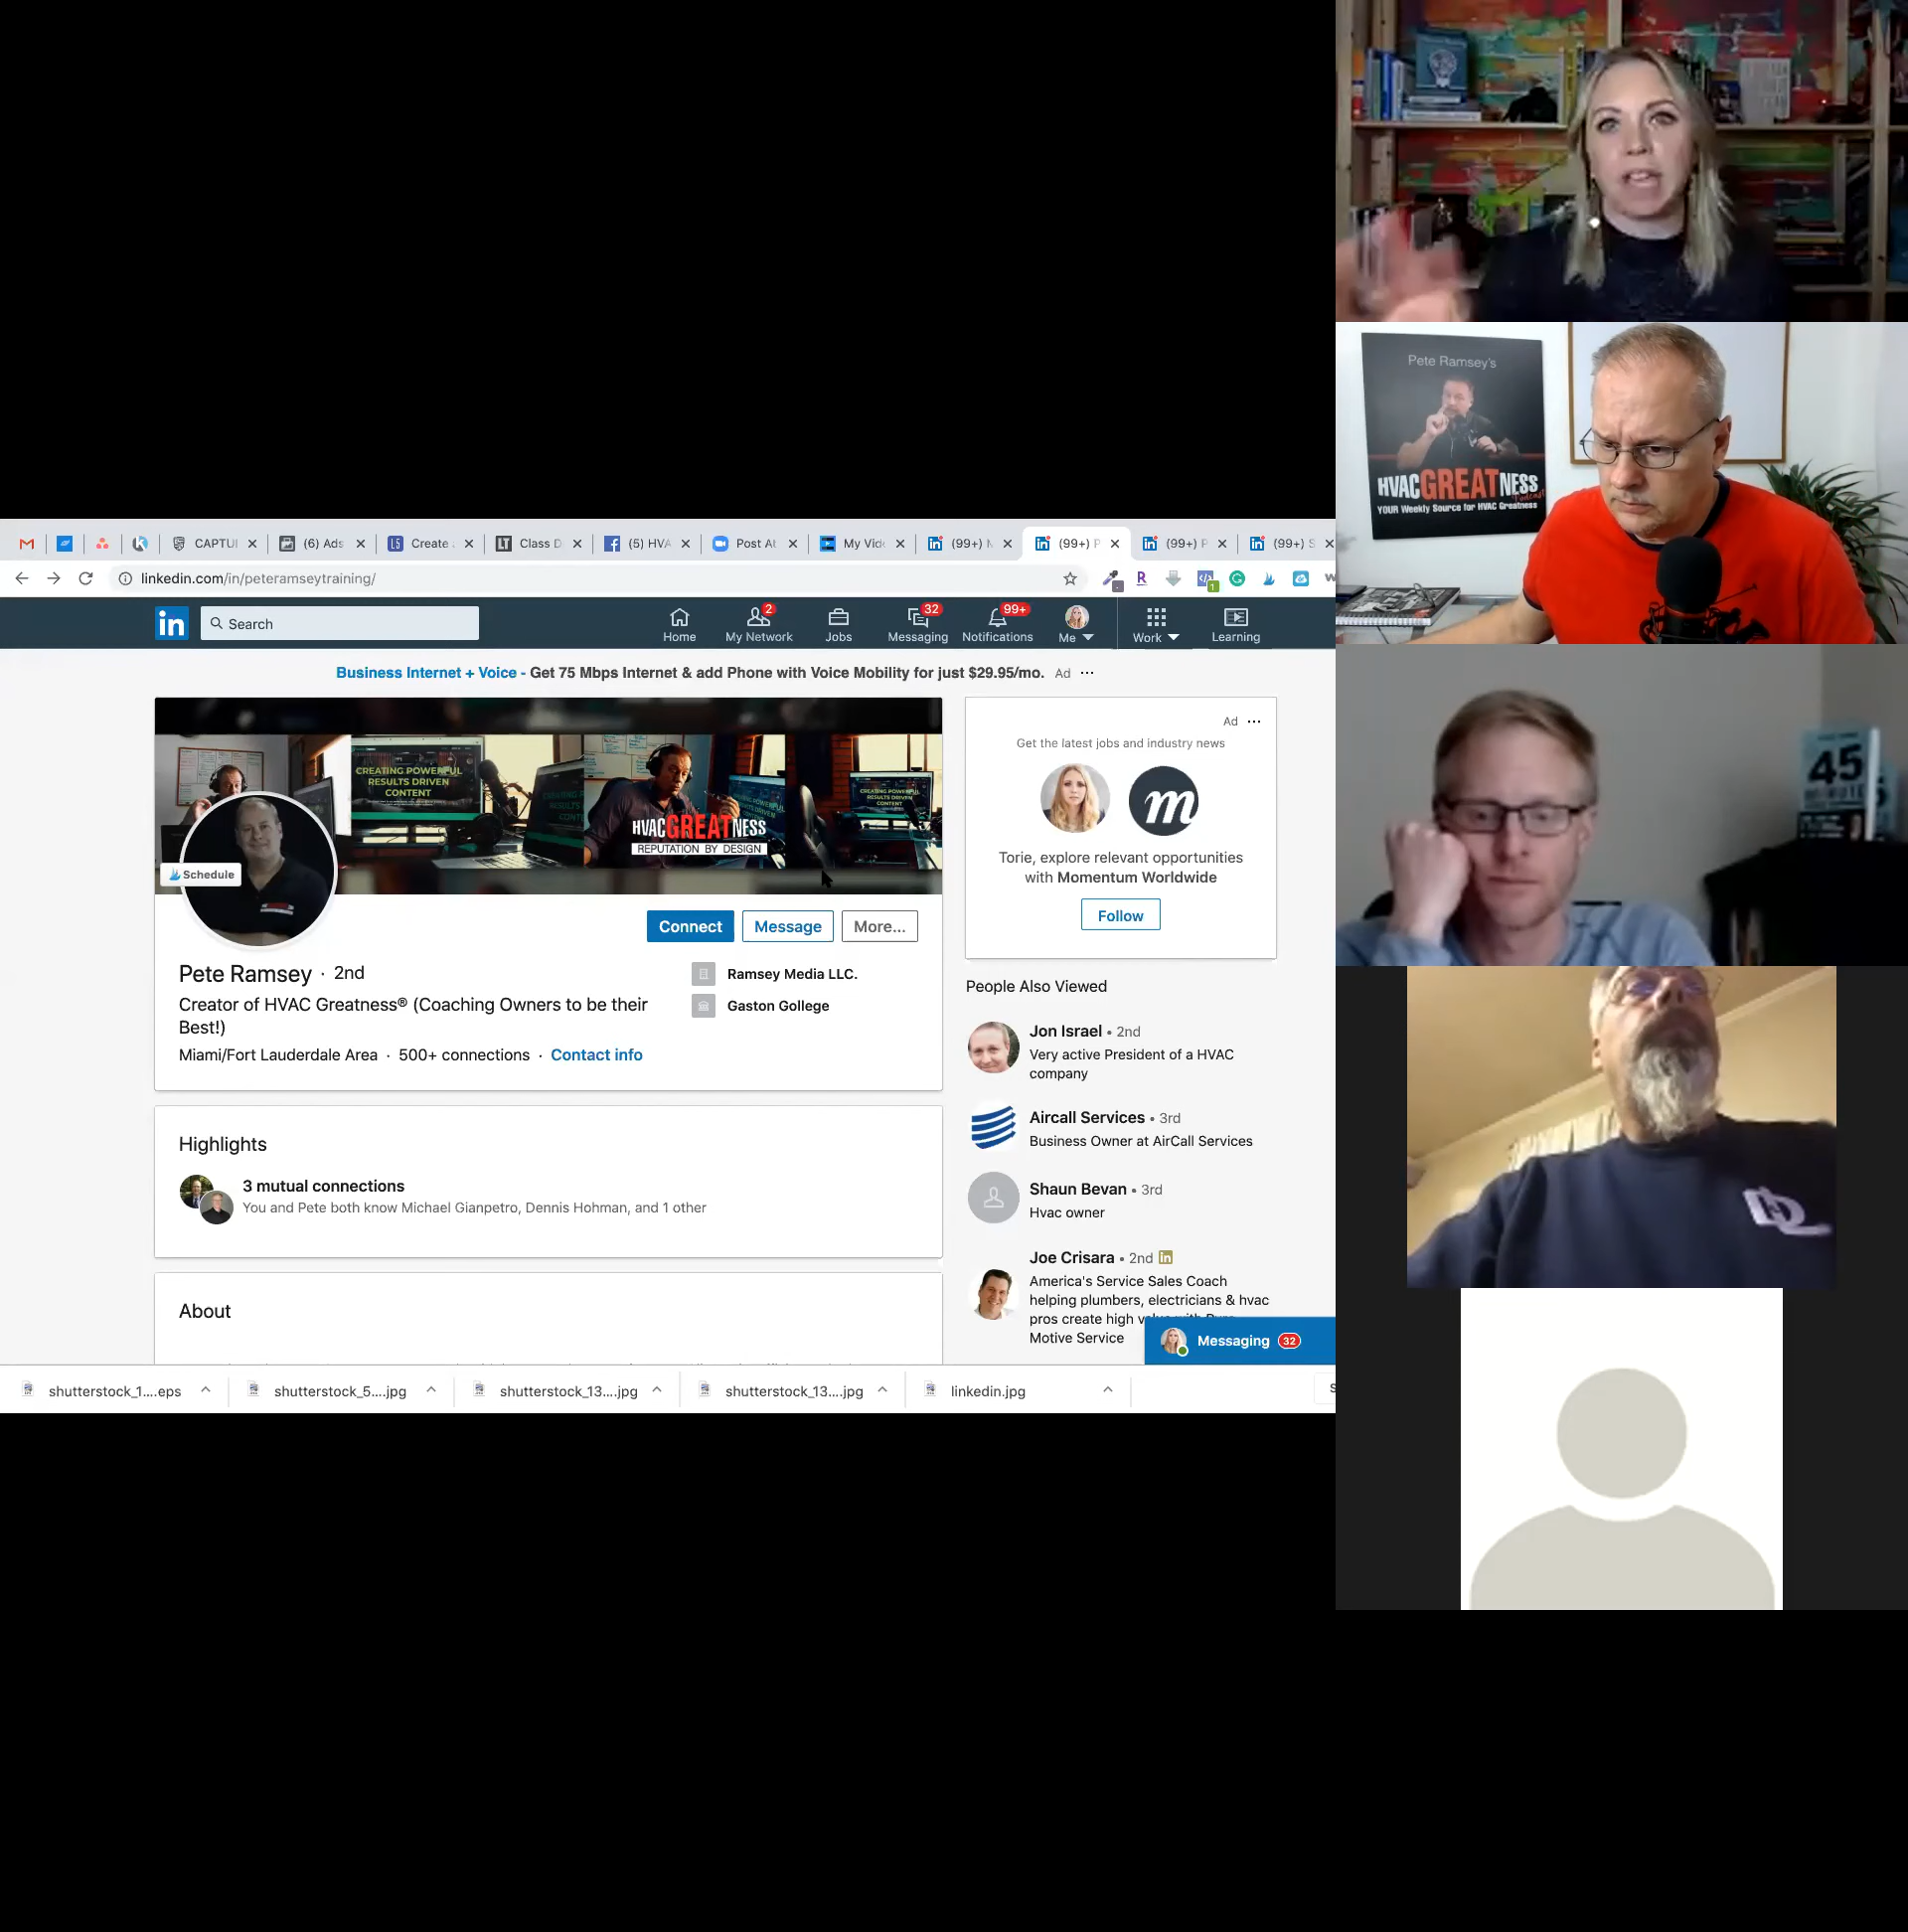 CAPTU
(6) Ads
Create
Class D
(5) HVA
Post At
My Vide
(99+) N
(99+) P
(99+) P
(99+) S
linkedin.com/in/peteramseytraining/
in
Search
Home
2
My Network
Jobs
32
Messaging
99+
Notifications
Me
Work
Learning
Business Internet + Voice - Get 75 Mbps Internet & add Phone with Voice Mobility for just $29.95/mo. Ad
CREATING POWERFUL
RESULTS DRIVEN
CONTENT
HVACGREATNESS
REPUTATION BY DESIGN
Schedule
Connect
Message
More...
Pete Ramsey · 2nd
Creator of HVAC Greatness® (Coaching Owners to be their
Best!)
Miami/Fort Lauderdale Area · 500+ connections · Contact info
Ramsey Media LLC.
Gaston Gollege
Highlights
3 mutual connections
You and Pete both know Michael Gianpetro, Dennis Hohman, and 1 other
About
Ad
Get the latest jobs and industry news
m
Torie, explore relevant opportunities
with Momentum Worldwide
Follow
People Also Viewed
Jon Israel • 2nd
Very active President of a HVAC
company
Aircall Services • 3rd
Business Owner at AirCall Services
Shaun Bevan • 3rd
Hvac owner
Joe Crisara • 2nd in
America's Service Sales Coach
helping plumbers, electricians & hvac
pros create high value with Pure
Motive Service
Messaging 32
shutterstock_1....eps
shutterstock_5....jpg
shutterstock_13....jpg
shutterstock_13....jpg
linkedin.jpg
Pete Ramsey's
HVACGREATNESS
Podcast
YOUR Weekly Source for HVAC Greatness
45